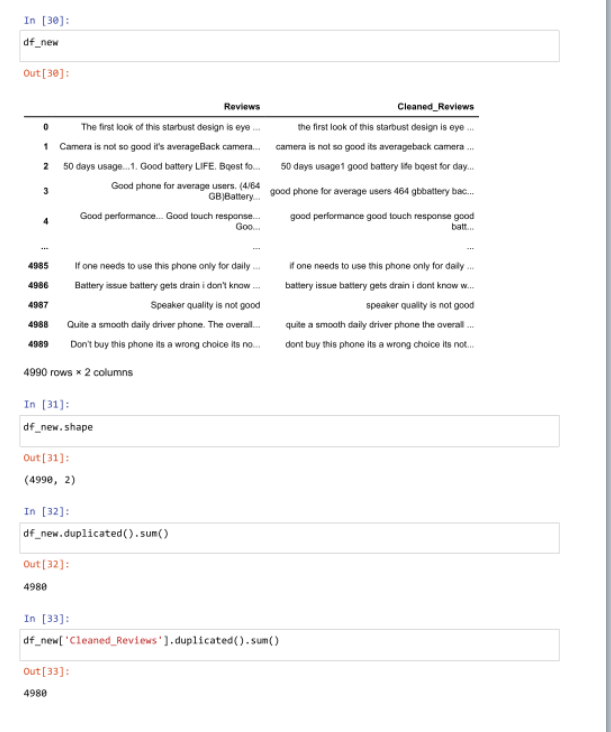 In [30]:
df_new
Out[30]:
Reviews Cleaned_Reviews
0 The first look of this starbust design is eye ... the first look of this starbust design is eye ...
1 Camera is not so good it's averageBack camera... camera is not so good its averageback camera ...
2 50 days usage...1. Good battery LIFE. Bqest fo... 50 days usage1 good battery life bqest for day...
3 Good phone for average users. (4/64 GB)Battery... good phone for average users 464 gbbattery bac...
4 Good performance... Good touch response... Goo... good performance good touch response good batt...
... ... ...
4985 If one needs to use this phone only for daily ... if one needs to use this phone only for daily ...
4986 Battery issue battery gets drain i don't know ... battery issue battery gets drain i dont know w...
4987 Speaker quality is not good speaker quality is not good
4988 Quite a smooth daily driver phone. The overall... quite a smooth daily driver phone the overall ...
4989 Don't buy this phone its a wrong choice its no... dont buy this phone its a wrong choice its not...
4990 rows × 2 columns
In [31]:
df_new.shape
Out[31]:
(4990, 2)
In [32]:
df_new.duplicated().sum()
Out[32]:
4980
In [33]:
df_new['Cleaned_Reviews'].duplicated().sum()
Out[33]:
4980